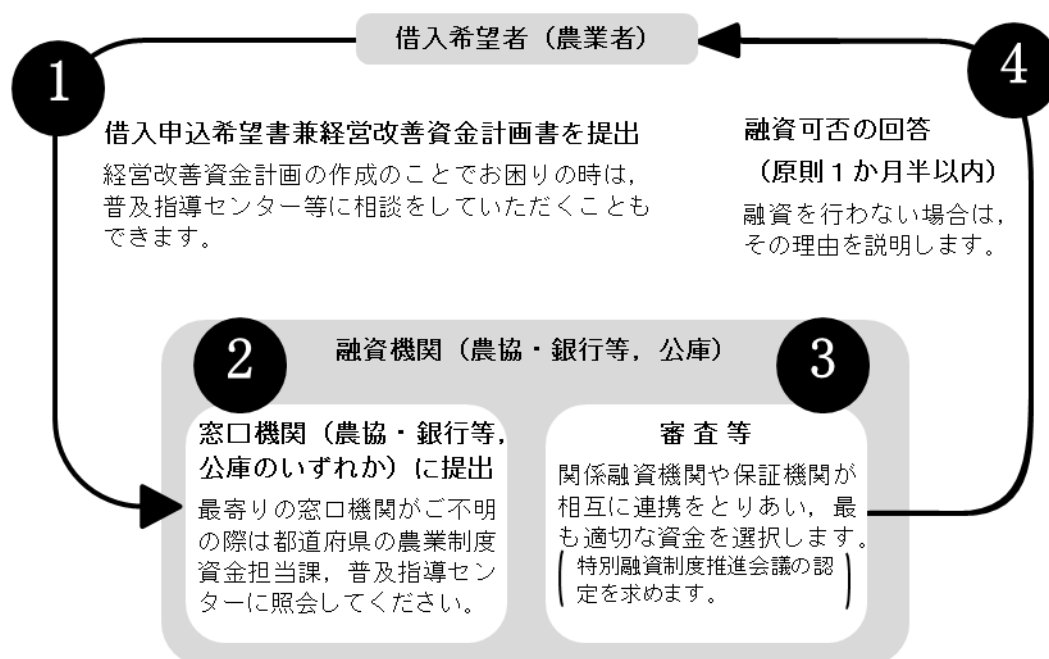 借入希望者（農業者）
1
借入申込希望書兼経営改善資金計画書を提出
経営改善資金計画の作成のことでお困りの時は，
普及指導センター等に相談をしていただくことも
できます。
2
融資機関（農協・銀行等，公庫）
窓口機関（農協・銀行等，
公庫のいずれか）に提出
最寄りの窓口機関がご不明
の際は都道府県の農業制度
資金担当課，普及指導セン
ターに照会してください。
3
審査等
関係融資機関や保証機関が
相互に連携をとりあい，最
も適切な資金を選択します。
（特別融資制度推進会議の認
定を求めます。）
4
融資可否の回答
（原則１か月半以内）
融資を行わない場合は，
その理由を説明します。